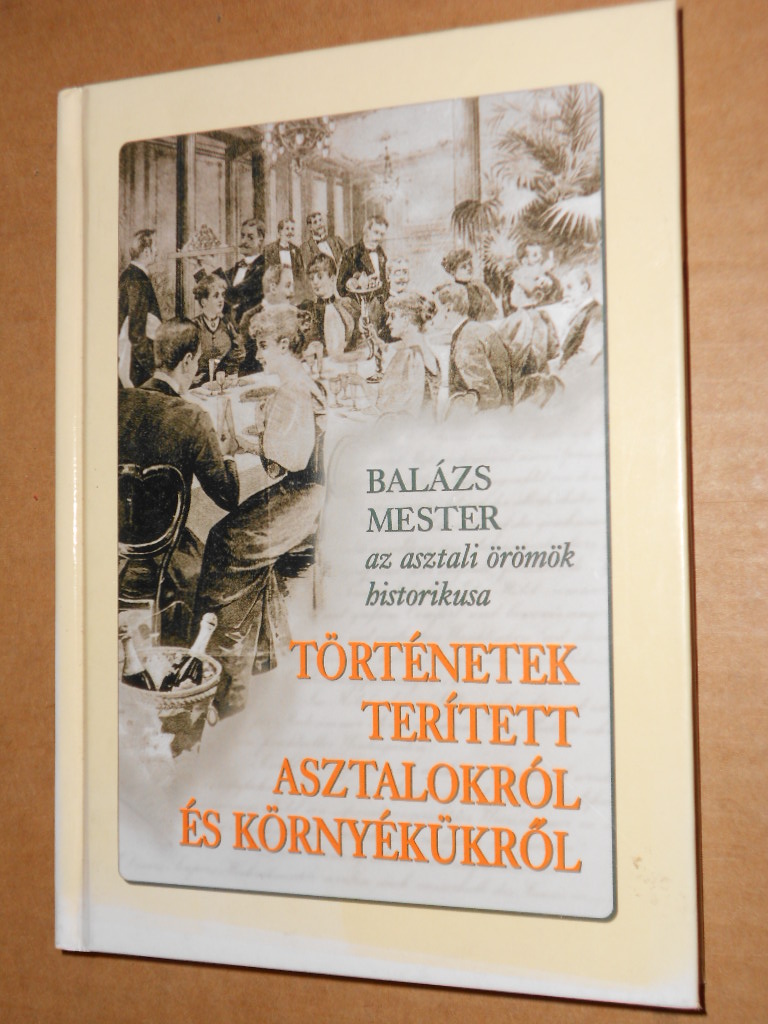 BALÁZS
MESTER
az asztali örömök
historikusa
TÖRTÉNETEK
TERÍTETT
ASZTALOKRÓL
ÉS KÖRNYÉKÜKRŐL